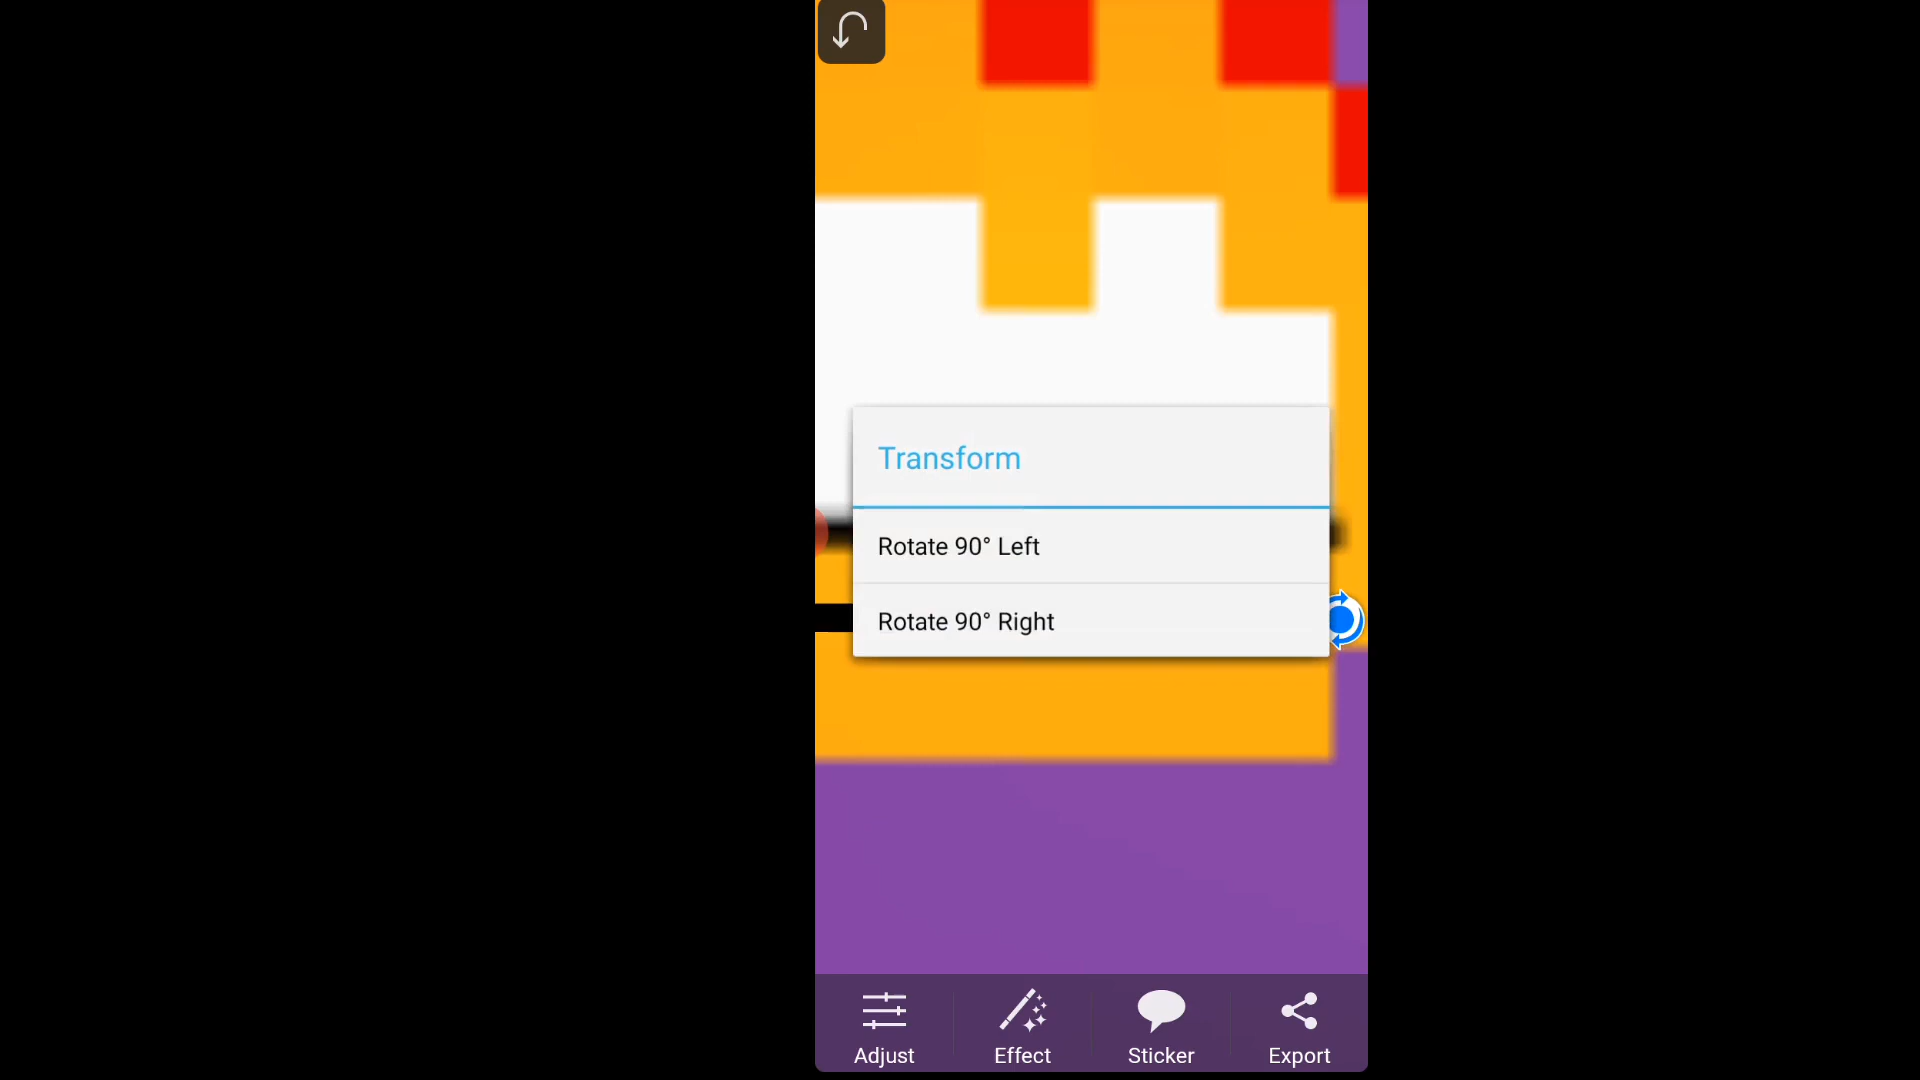 Transform
Rotate 90° Left
Rotate 90° Right
Adjust
Effect
Sticker
Export